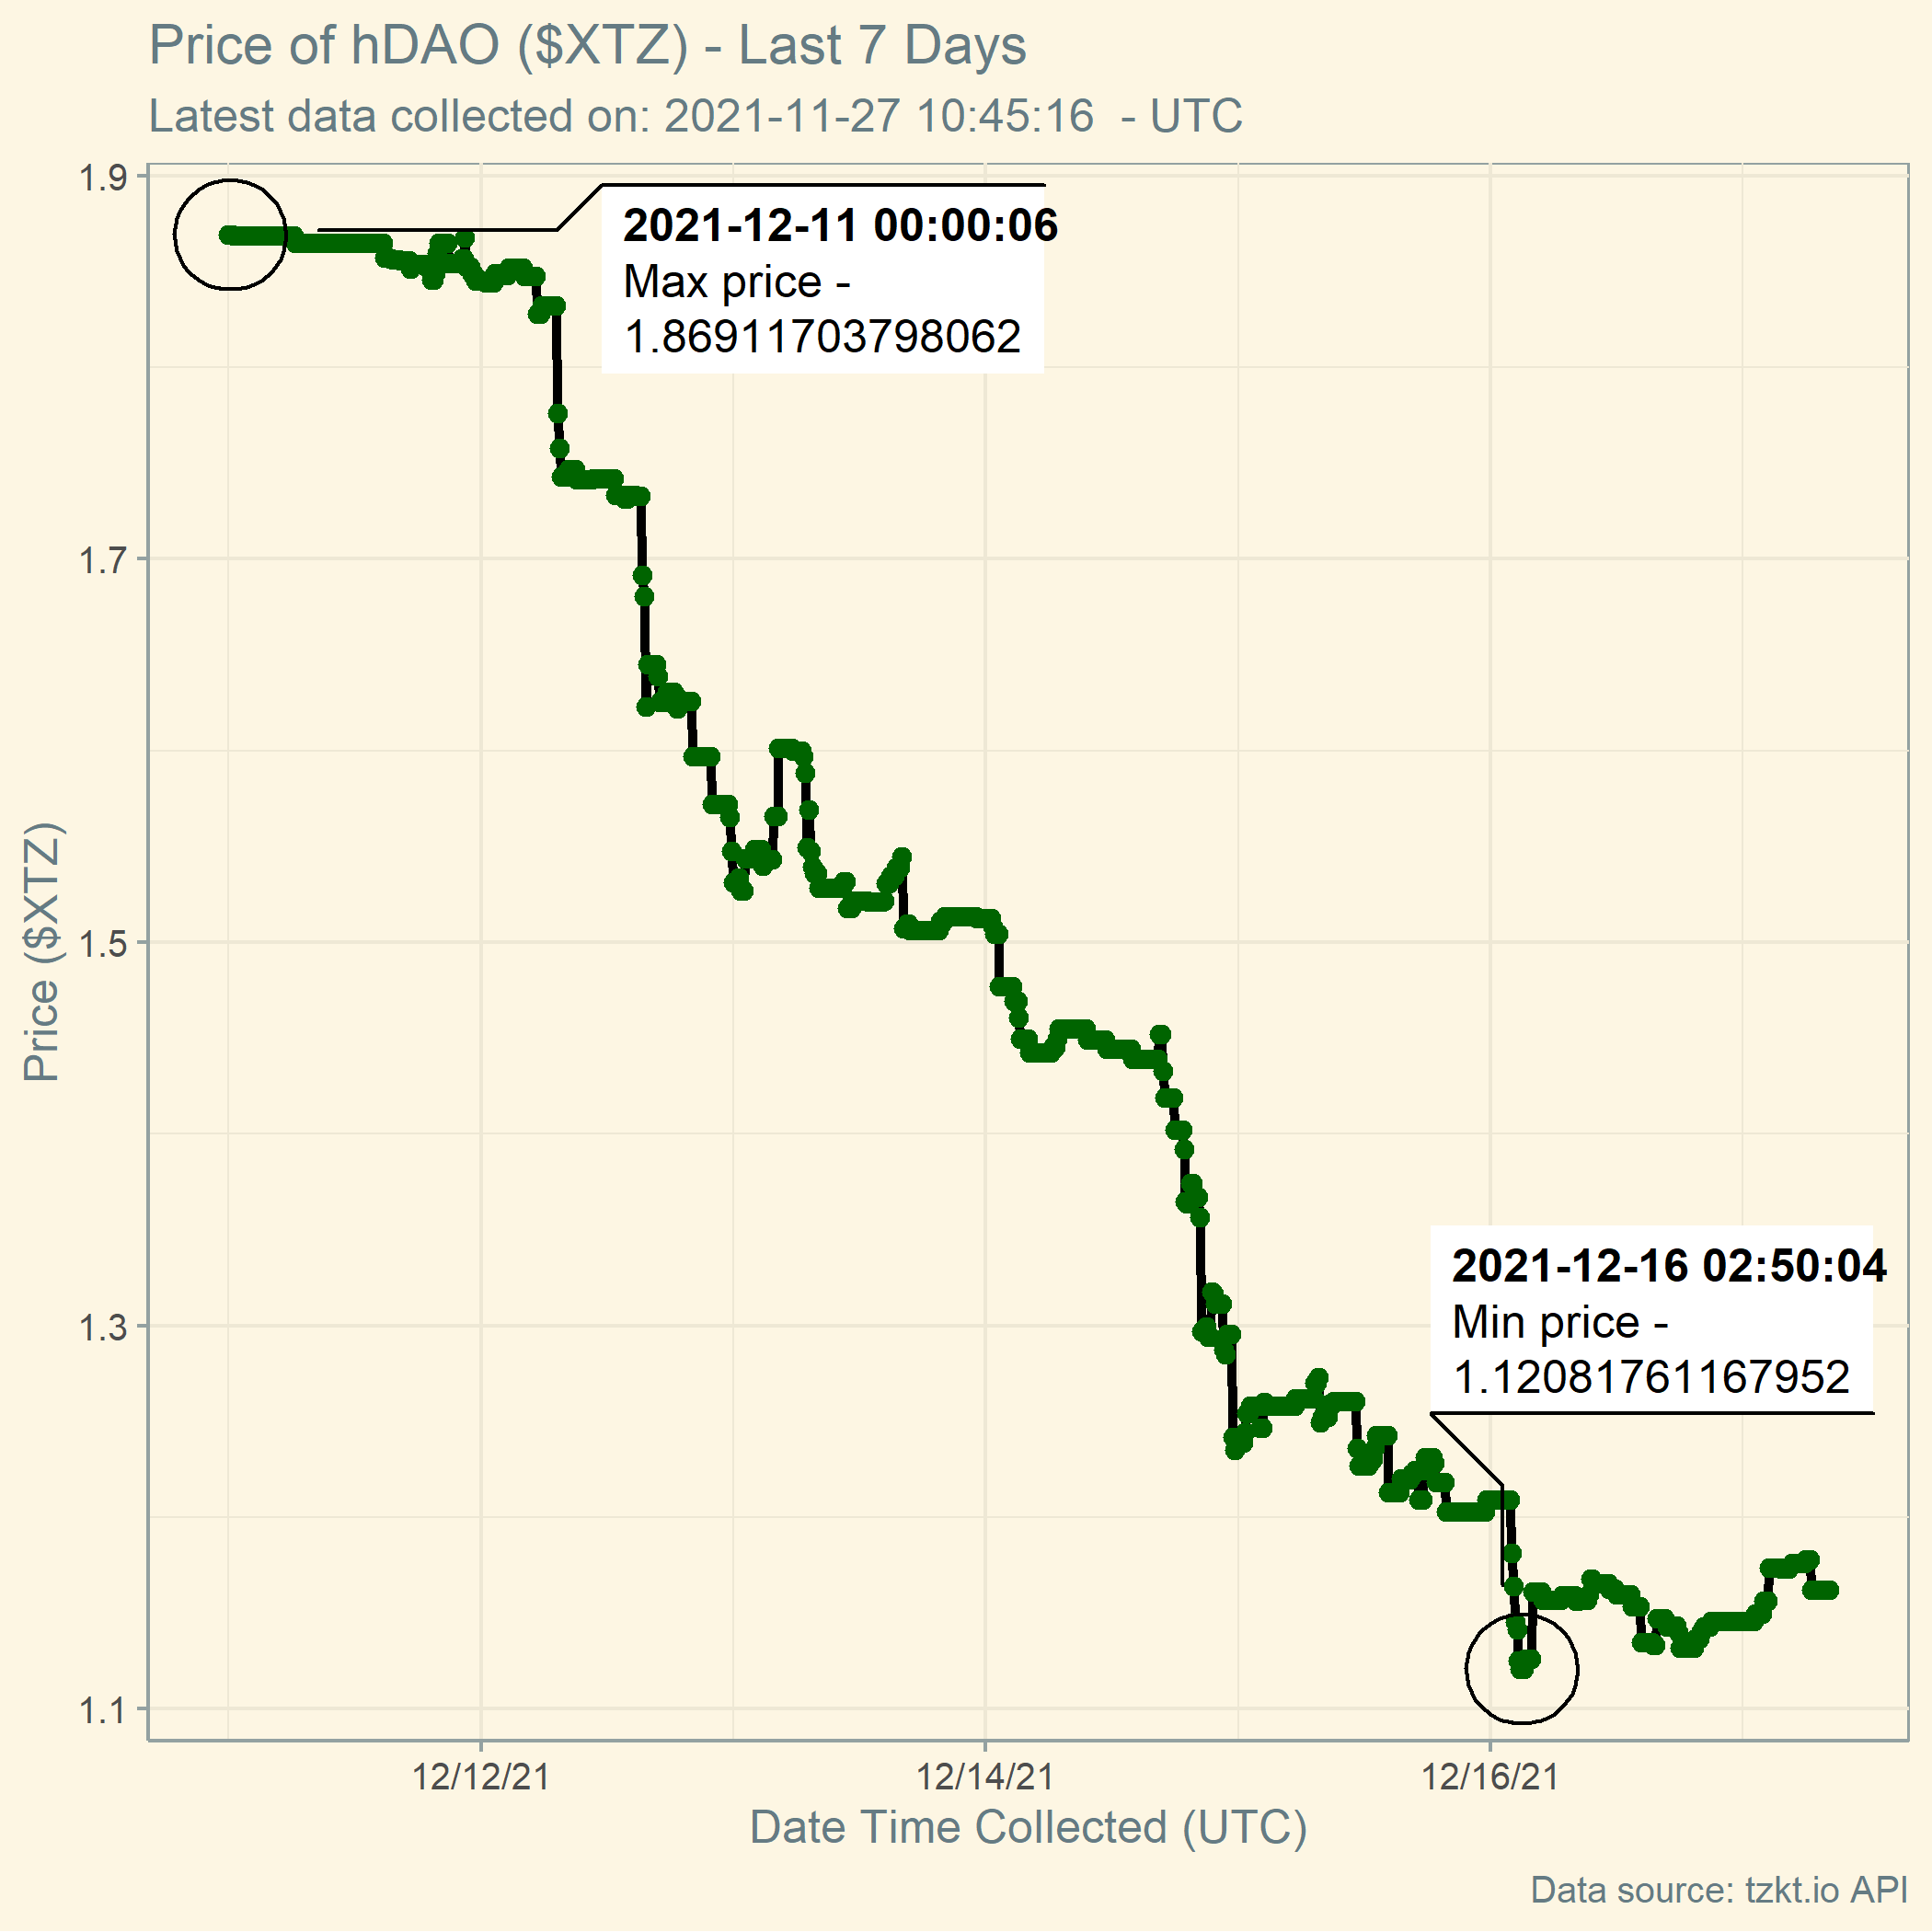 Price of hDAO ($XTZ) - Last 7 Days
Latest data collected on: 2021-11-27 10:45:16  - UTC
1.9
2021-12-11 00:00:06
Max price -
1.86911703798062
1.7
Price ($XTZ)
1.5
2021-12-16 02:50:04
Min price -
1.12081761167952
1.3
1.1
12/12/21
12/14/21
12/16/21
Date Time Collected (UTC)
Data source: tzkt.io API